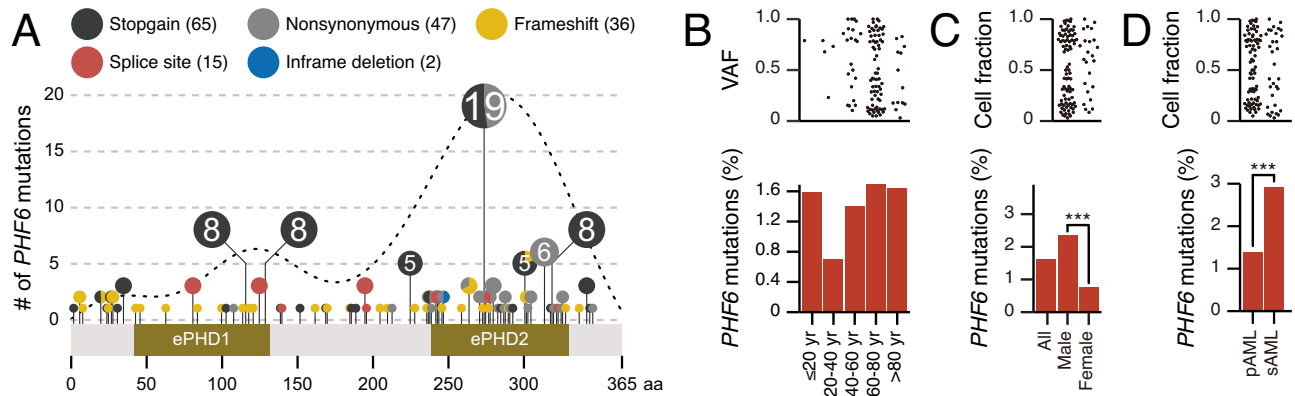 A
Stopgain (65)
Nonsynonymous (47)
Frameshift (36)
Splice site (15)
Inframe deletion (2)
# of PHF6 mutations
20
15
10
5
0
19
8
8
5
5
6
8
ePHD1
ePHD2
0
50
100
150
200
250
300
365 aa
B
VAF
1.0
0.5
0
PHF6 mutations (%)
1.6
1.2
0.8
0.4
≤20 yr
20-40 yr
40-60 yr
60-80 yr
>80 yr
C
Cell fraction
1.0
0.5
0
PHF6 mutations (%)
3
2
1
0
***
All
Male
Female
D
Cell fraction
1.0
0.5
0
PHF6 mutations (%)
3
2
1
0
***
pAML
sAML